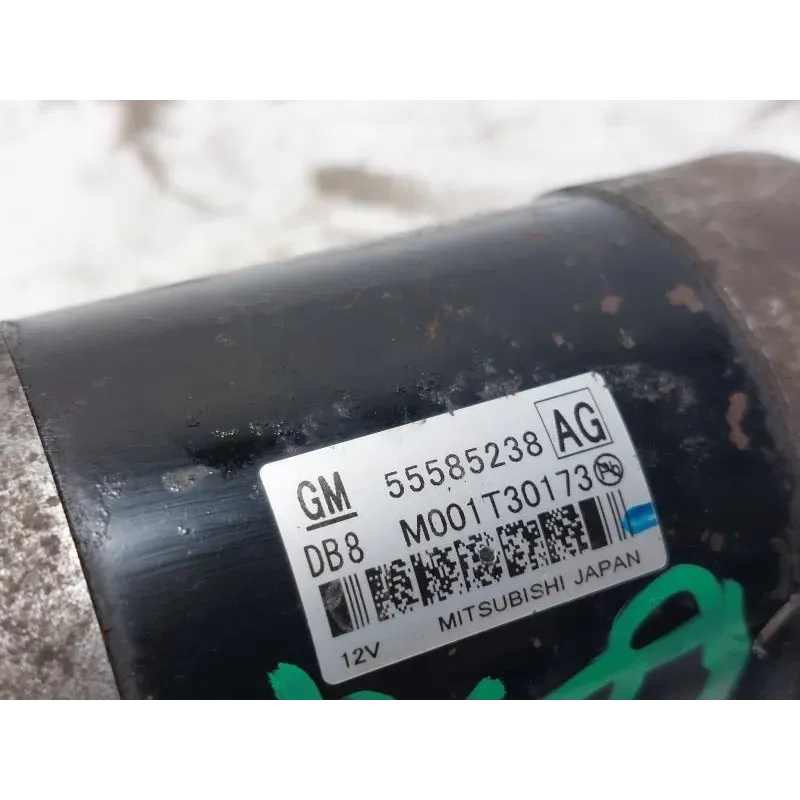 GM 55585238 AG
DB8 M001T30173
12V MITSUBISHI JAPAN